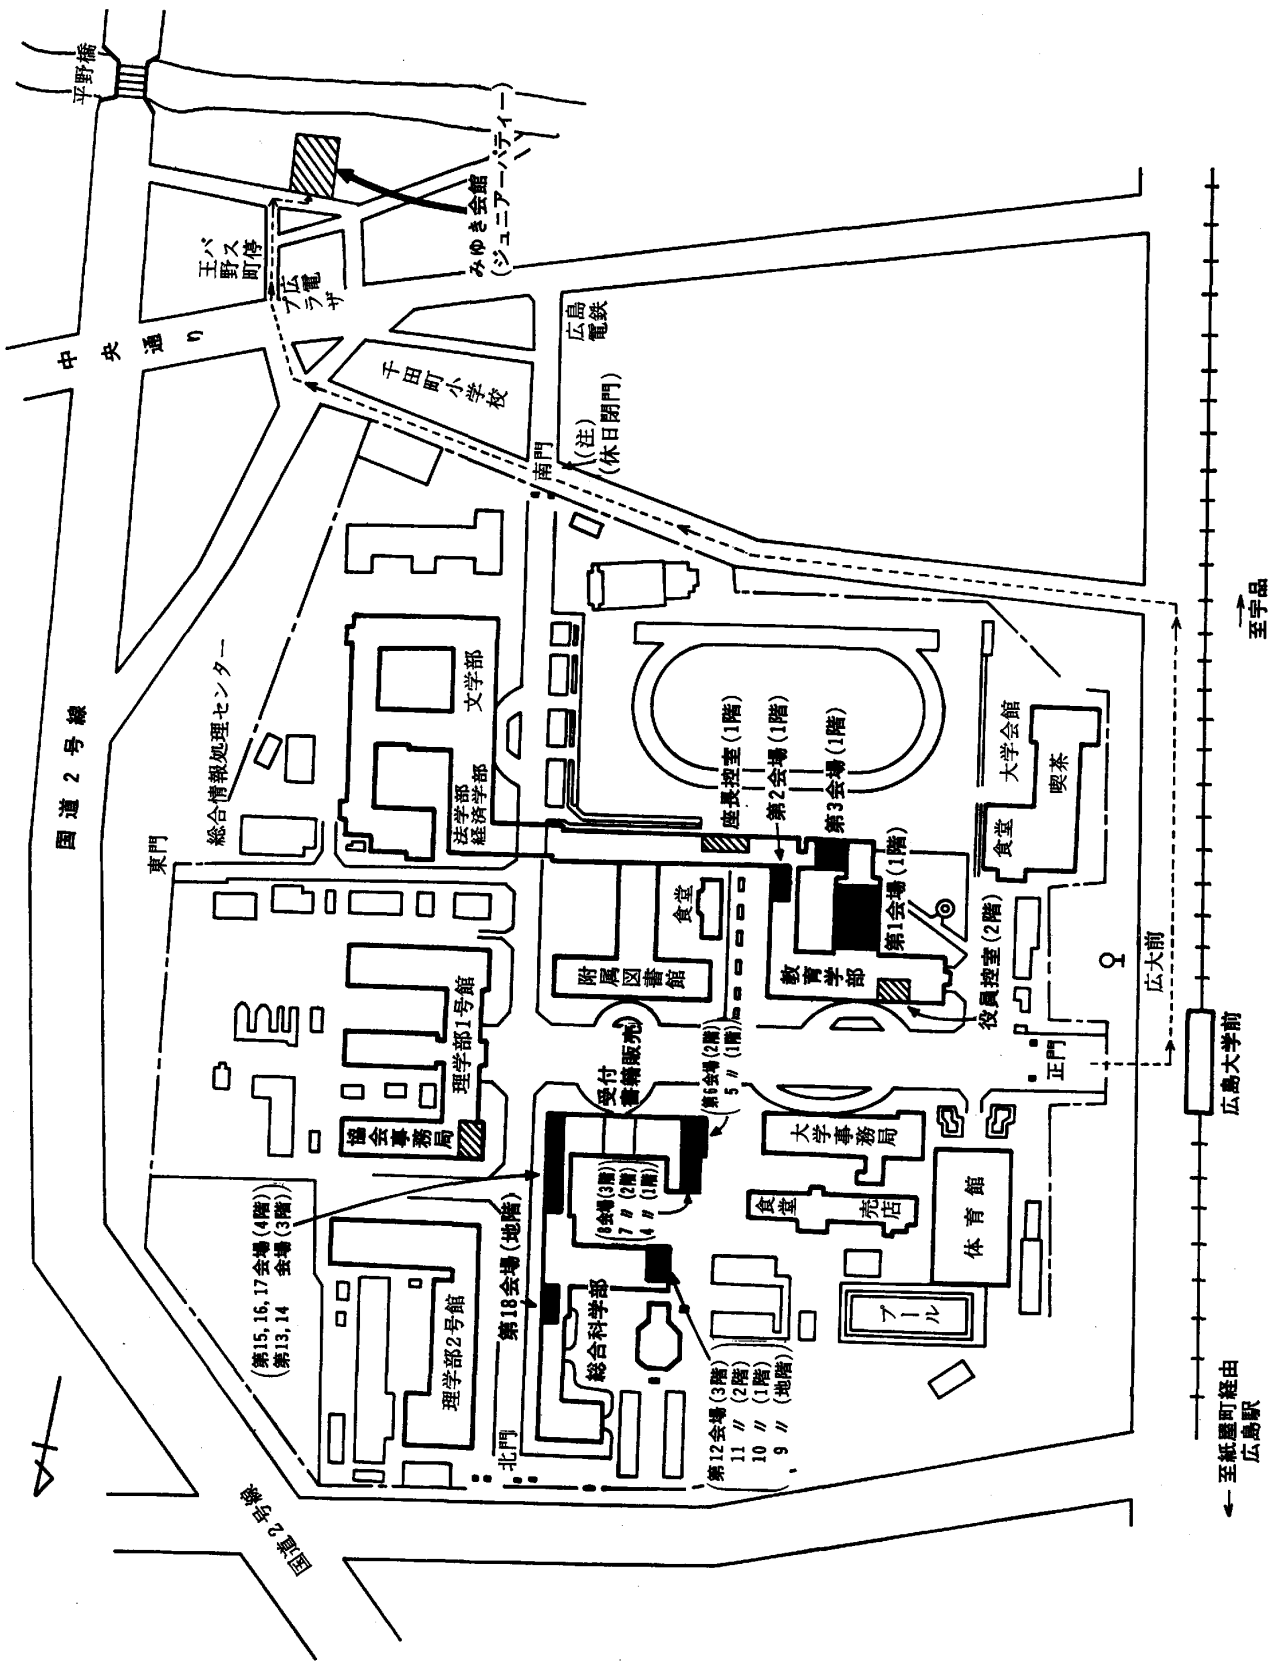 国道2号線
国道2号線
中央通り
平野橋
バス停
王野町
広電
プラザ
みゆき会館
(ジュニアーパティー)
千田町小学校
広島
電鉄
南門
(注)
(休日閉門)
東門
総合情報処理センター
文学部
法学部
経済学部
理学部1号館
協会事務局
(第15, 16, 17会場(4階)
第13, 14 会場(3階))
理学部2号館
第18会場(地階)
北門
附属図書館
食堂
受付
書籍販売
(第6会場(2階)
5 〃 (1階))
(8会場(3階)
7 〃 (2階)
4 〃 (1階))
総合科学部
(第12会場(3階)
11 〃 (2階)
10 〃 (1階)
9 〃 (地階))
座長控室(1階)
第2会場(1階)
第3会場(1階)
第1会場(1階)
教育学部
役員控室(2階)
大学会館
食堂
喫茶
大学事務局
食堂
売店
体育館
プール
正門
広大前
広島大学前
→
至宇品
← 至紙屋町経由
広島駅